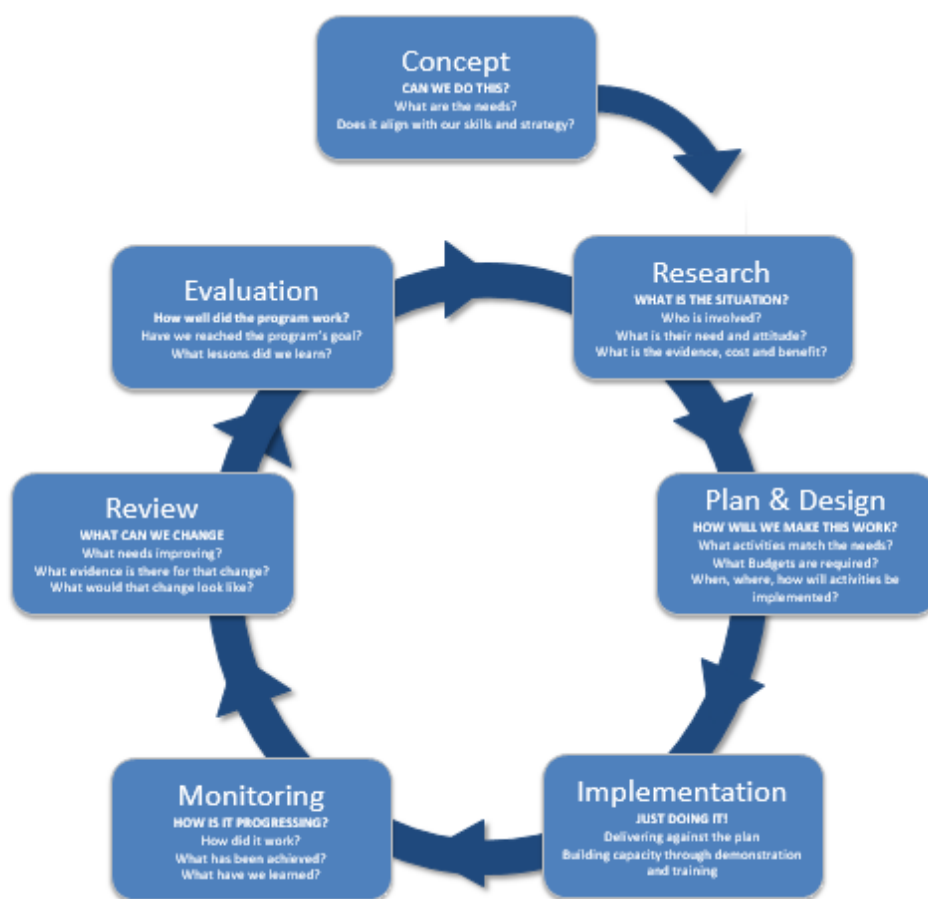 Concept
CAN WE DO THIS?
What are the needs?
Does it align with our skills and strategy?
Research
WHAT IS THE SITUATION?
Who is involved?
What is their need and attitude?
What is the evidence, cost and benefit?
Plan & Design
HOW WILL WE MAKE THIS WORK?
What activities match the needs?
What Budgets are required?
When, where, how will activities be
implemented?
Implementation
JUST DOING IT!
Delivering against the plan
Building capacity through demonstration
and training
Monitoring
HOW IS IT PROGRESSING?
How did it work?
What has been achieved?
What have we learned?
Review
WHAT CAN WE CHANGE
What needs improving?
What evidence is there for that change?
What would that change look like?
Evaluation
How well did the program work?
Have we reached the program's goal?
What lessons did we learn?